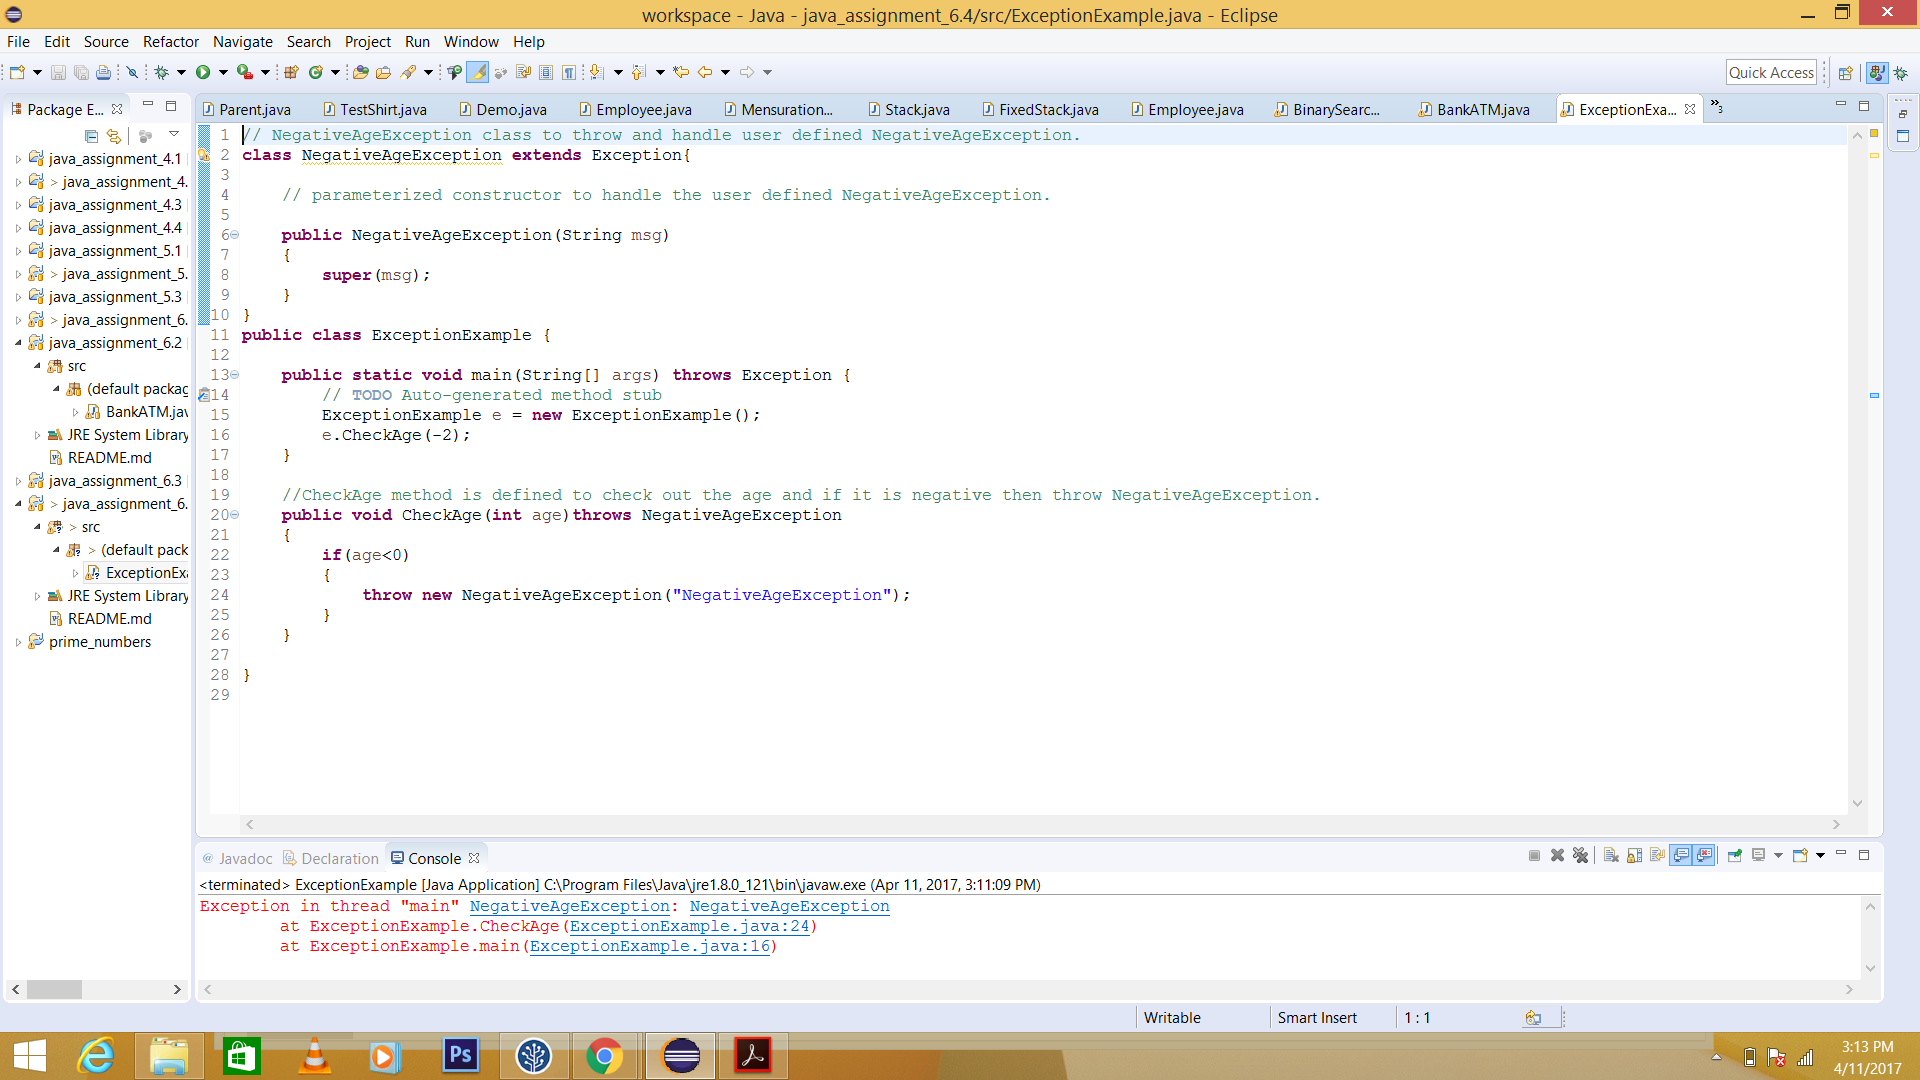 workspace - Java - java_assignment_6.4/src/ExceptionExample.java - Eclipse
File Edit Source Refactor Navigate Search Project Run Window Help
Quick Access
Package E...
Parent.java TestShirt.java Demo.java Employee.java Mensuration... Stack.java FixedStack.java Employee.java BinarySearc... BankATM.java ExceptionExa... »3
java_assignment_4.1
> java_assignment_4.
java_assignment_4.3
java_assignment_4.4
java_assignment_5.1
> java_assignment_5.
java_assignment_5.3
> java_assignment_6.
java_assignment_6.2
src
(default packag
BankATM.jav
JRE System Library
README.md
java_assignment_6.3
> java_assignment_6.
> src
> (default pack
ExceptionExa
JRE System Library
README.md
prime_numbers
1 // NegativeAgeException class to throw and handle user defined NegativeAgeException.
2 class NegativeAgeException extends Exception{
3
4 // parameterized constructor to handle the user defined NegativeAgeException.
5
6 public NegativeAgeException(String msg)
7 {
8 super(msg);
9 }
10 }
11 public class ExceptionExample {
12
13 public static void main(String[] args) throws Exception {
14 // TODO Auto-generated method stub
15 ExceptionExample e = new ExceptionExample();
16 e.CheckAge(-2);
17 }
18
19 //CheckAge method is defined to check out the age and if it is negative then throw NegativeAgeException.
20 public void CheckAge(int age)throws NegativeAgeException
21 {
22 if(age<0)
23 {
24 throw new NegativeAgeException("NegativeAgeException");
25 }
26 }
27
28 }
29
@ Javadoc Declaration Console
<terminated> ExceptionExample [Java Application] C:\Program Files\Java\jre1.8.0_121\bin\javaw.exe (Apr 11, 2017, 3:11:09 PM)
Exception in thread "main" NegativeAgeException: NegativeAgeException
at ExceptionExample.CheckAge(ExceptionExample.java:24)
at ExceptionExample.main(ExceptionExample.java:16)
Writable Smart Insert 1 : 1
Ps
3:13 PM
4/11/2017